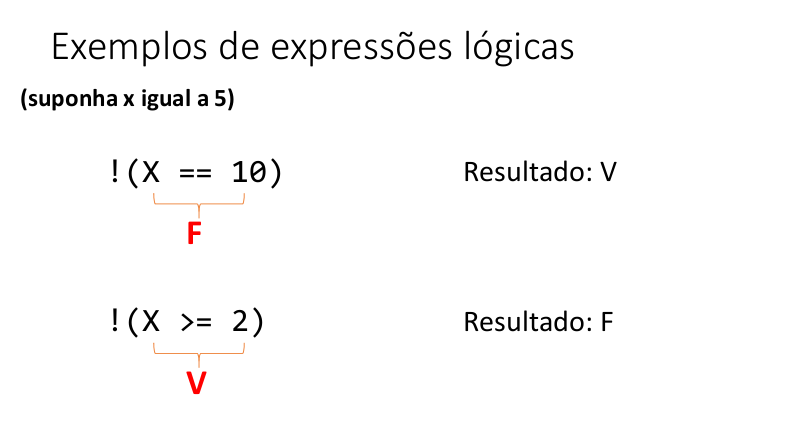 Exemplos de expressões lógicas
(suponha x igual a 5)
!(X == 10) Resultado: V
F
!(X >= 2) Resultado: F
V